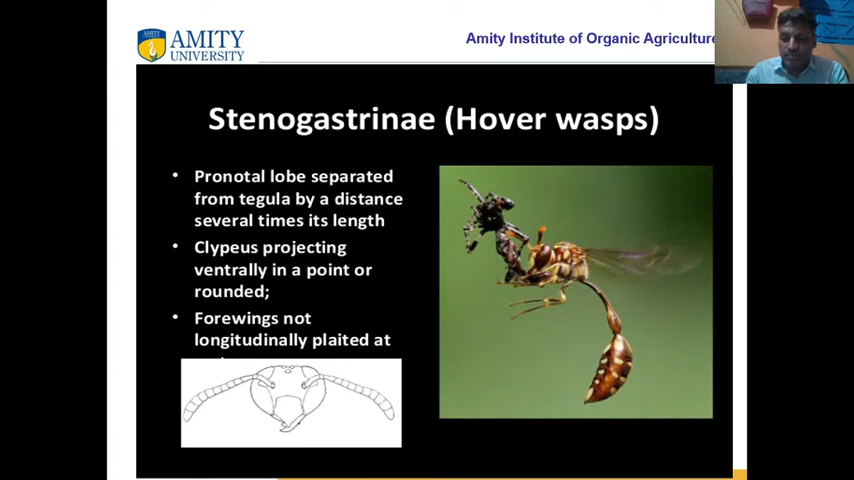 AMITY
AMITY
UNIVERSITY
Amity Institute of Organic Agriculture
Stenogastrinae (Hover wasps)
• Pronotal lobe separated
from tegula by a distance
several times its length
• Clypeus projecting
ventrally in a point or
rounded;
• Forewings not
longitudinally plaited at